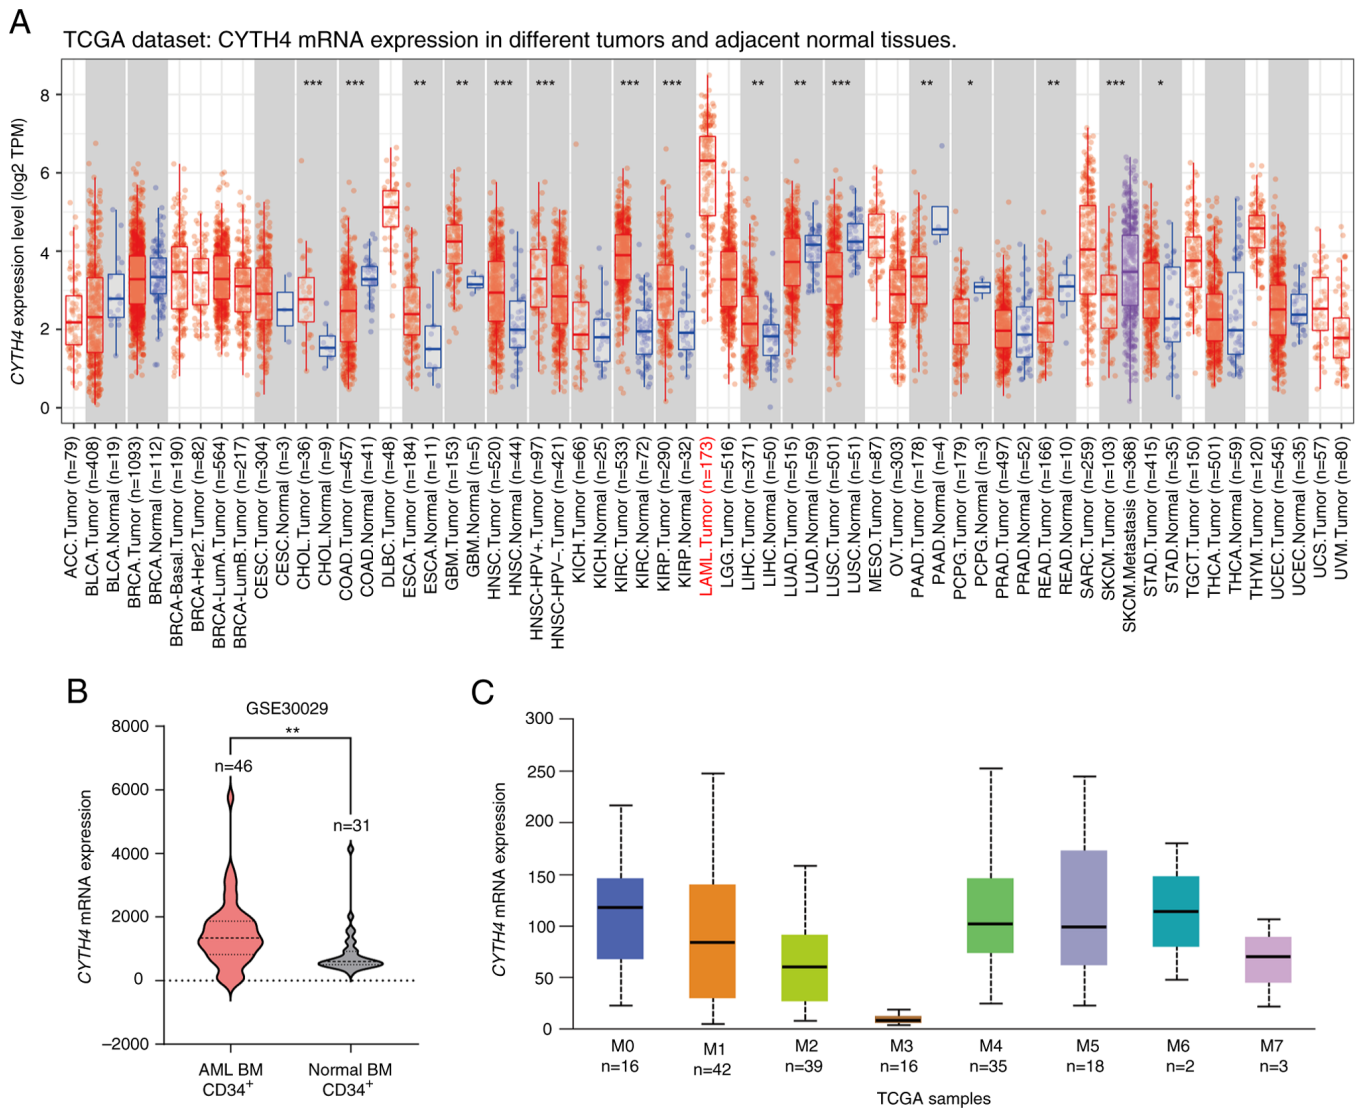 A
TCGA dataset: CYTH4 mRNA expression in different tumors and adjacent normal tissues.
CYTH4 expression level (log2 TPM)
8
6
4
2
0
*** *** ** ** *** *** *** *** ** ** *** ** * ** *** *
ACC.Tumor (n=79)
BLCA.Tumor (n=408)
BLCA.Normal (n=19)
BRCA.Tumor (n=1093)
BRCA.Normal (n=112)
BRCA-Basal.Tumor (n=190)
BRCA-Her2.Tumor (n=82)
BRCA-LumA.Tumor (n=564)
BRCA-LumB.Tumor (n=217)
CESC.Tumor (n=304)
CESC.Normal (n=3)
CHOL.Tumor (n=36)
CHOL.Normal (n=9)
COAD.Tumor (n=457)
COAD.Normal (n=41)
DLBC.Tumor (n=48)
ESCA.Tumor (n=184)
ESCA.Normal (n=11)
GBM.Tumor (n=153)
GBM.Normal (n=5)
HNSC.Tumor (n=520)
HNSC.Normal (n=44)
HNSC-HPV+.Tumor (n=97)
HNSC-HPV-.Tumor (n=421)
KICH.Tumor (n=66)
KICH.Normal (n=25)
KIRC.Tumor (n=533)
KIRC.Normal (n=72)
KIRP.Tumor (n=290)
KIRP.Normal (n=32)
LAML.Tumor (n=173)
LGG.Tumor (n=516)
LIHC.Tumor (n=371)
LIHC.Normal (n=50)
LUAD.Tumor (n=515)
LUAD.Normal (n=59)
LUSC.Tumor (n=501)
LUSC.Normal (n=51)
MESO.Tumor (n=87)
OV.Tumor (n=303)
PAAD.Tumor (n=178)
PAAD.Normal (n=4)
PCPG.Tumor (n=179)
PCPG.Normal (n=3)
PRAD.Tumor (n=497)
PRAD.Normal (n=52)
READ.Tumor (n=166)
READ.Normal (n=10)
SARC.Tumor (n=259)
SKCM.Tumor (n=103)
SKCM.Metastasis (n=368)
STAD.Tumor (n=415)
STAD.Normal (n=35)
TGCT.Tumor (n=150)
THCA.Tumor (n=501)
THCA.Normal (n=59)
THYM.Tumor (n=120)
UCEC.Tumor (n=545)
UCEC.Normal (n=35)
UCS.Tumor (n=57)
UVM.Tumor (n=80)
B
GSE30029
**
n=46
n=31
CYTH4 mRNA expression
8000
6000
4000
2000
0
−2000
AML BM
CD34+
Normal BM
CD34+
C
CYTH4 mRNA expression
300
250
200
150
100
50
0
M0 M1 M2 M3 M4 M5 M6 M7
n=16 n=42 n=39 n=16 n=35 n=18 n=2 n=3
TCGA samples